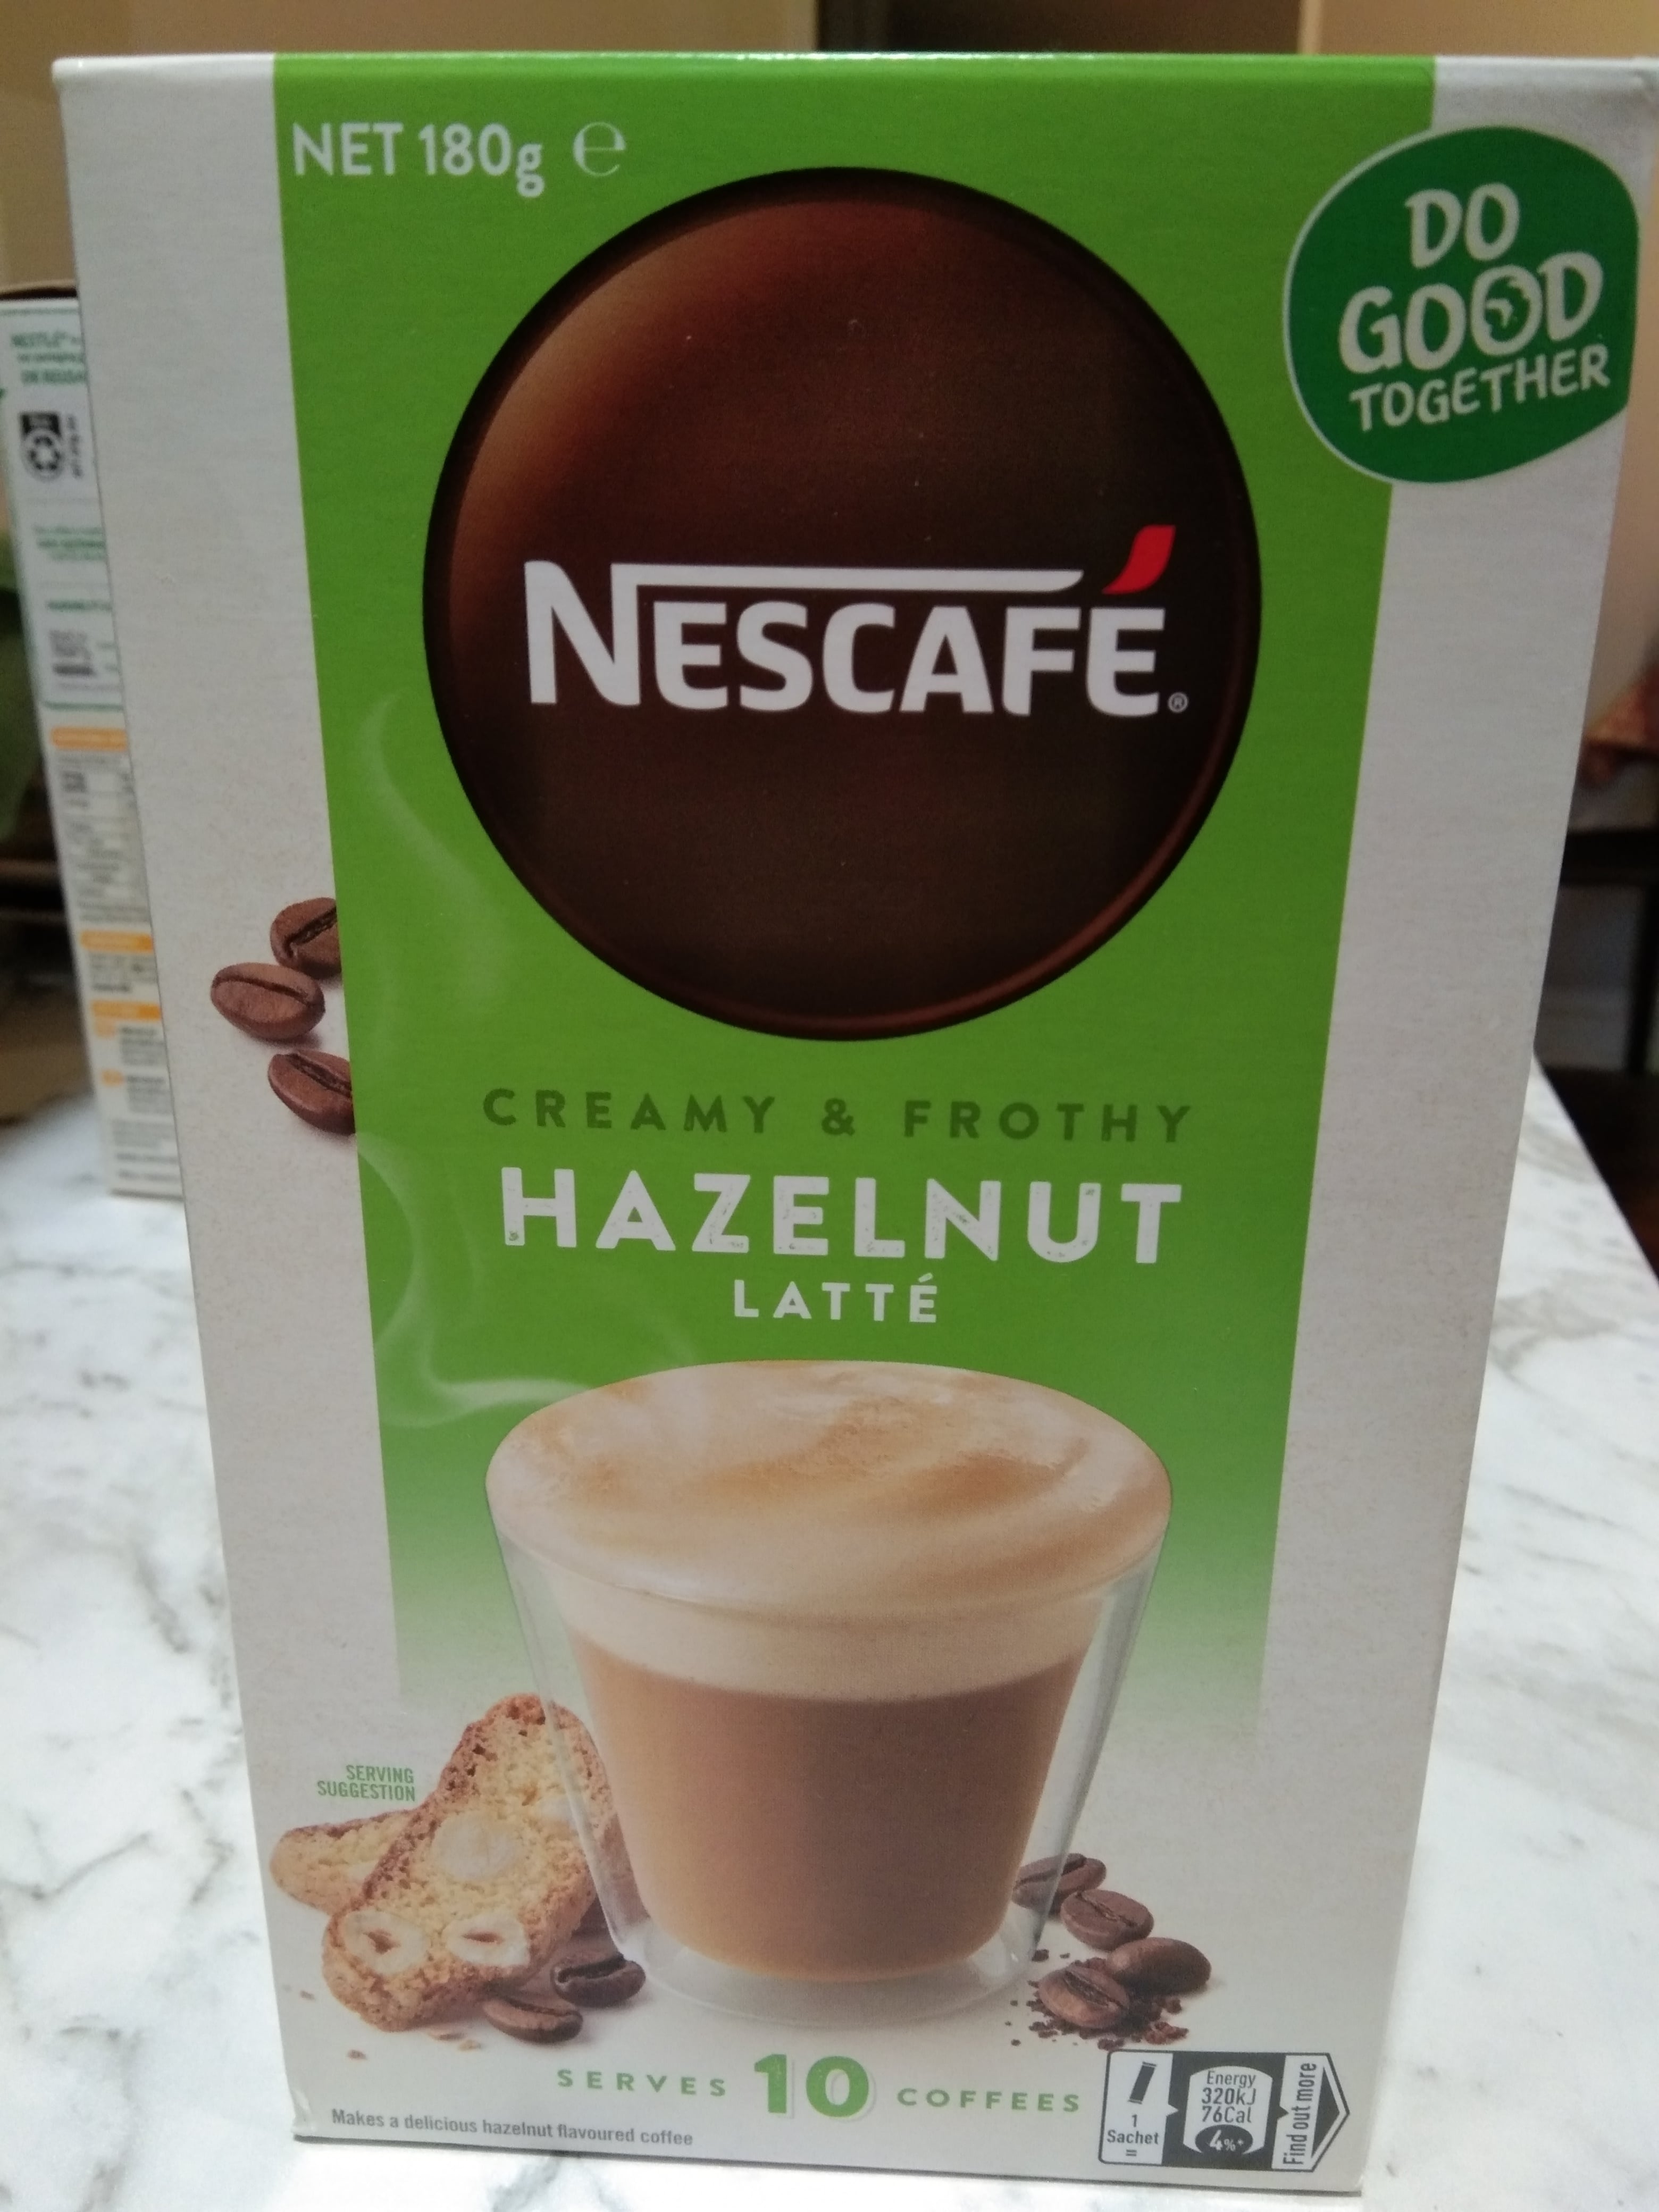 NET 180g ℮
DO
GOOD
TOGETHER
NESCAFÉ®
CREAMY & FROTHY
HAZELNUT
LATTÉ
SERVING
SUGGESTION
SERVES 10 COFFEES
Makes a delicious hazelnut flavoured coffee
1
Sachet
=
Energy
320kJ
76Cal
4%+
Find out more
NESTLÉ®